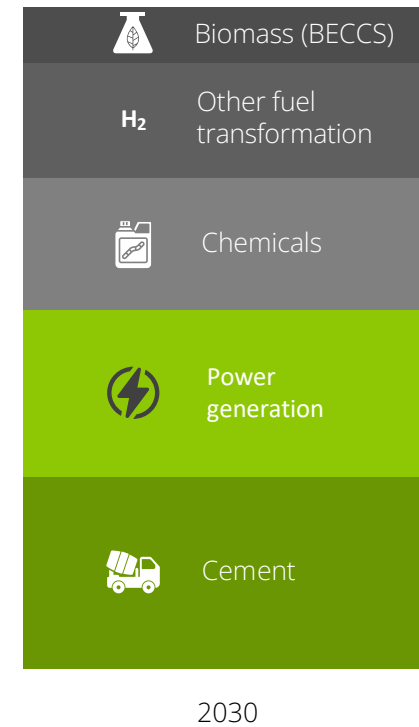 Biomass (BECCS)
H₂
Other fuel
transformation
Chemicals
Power
generation
Cement
2030